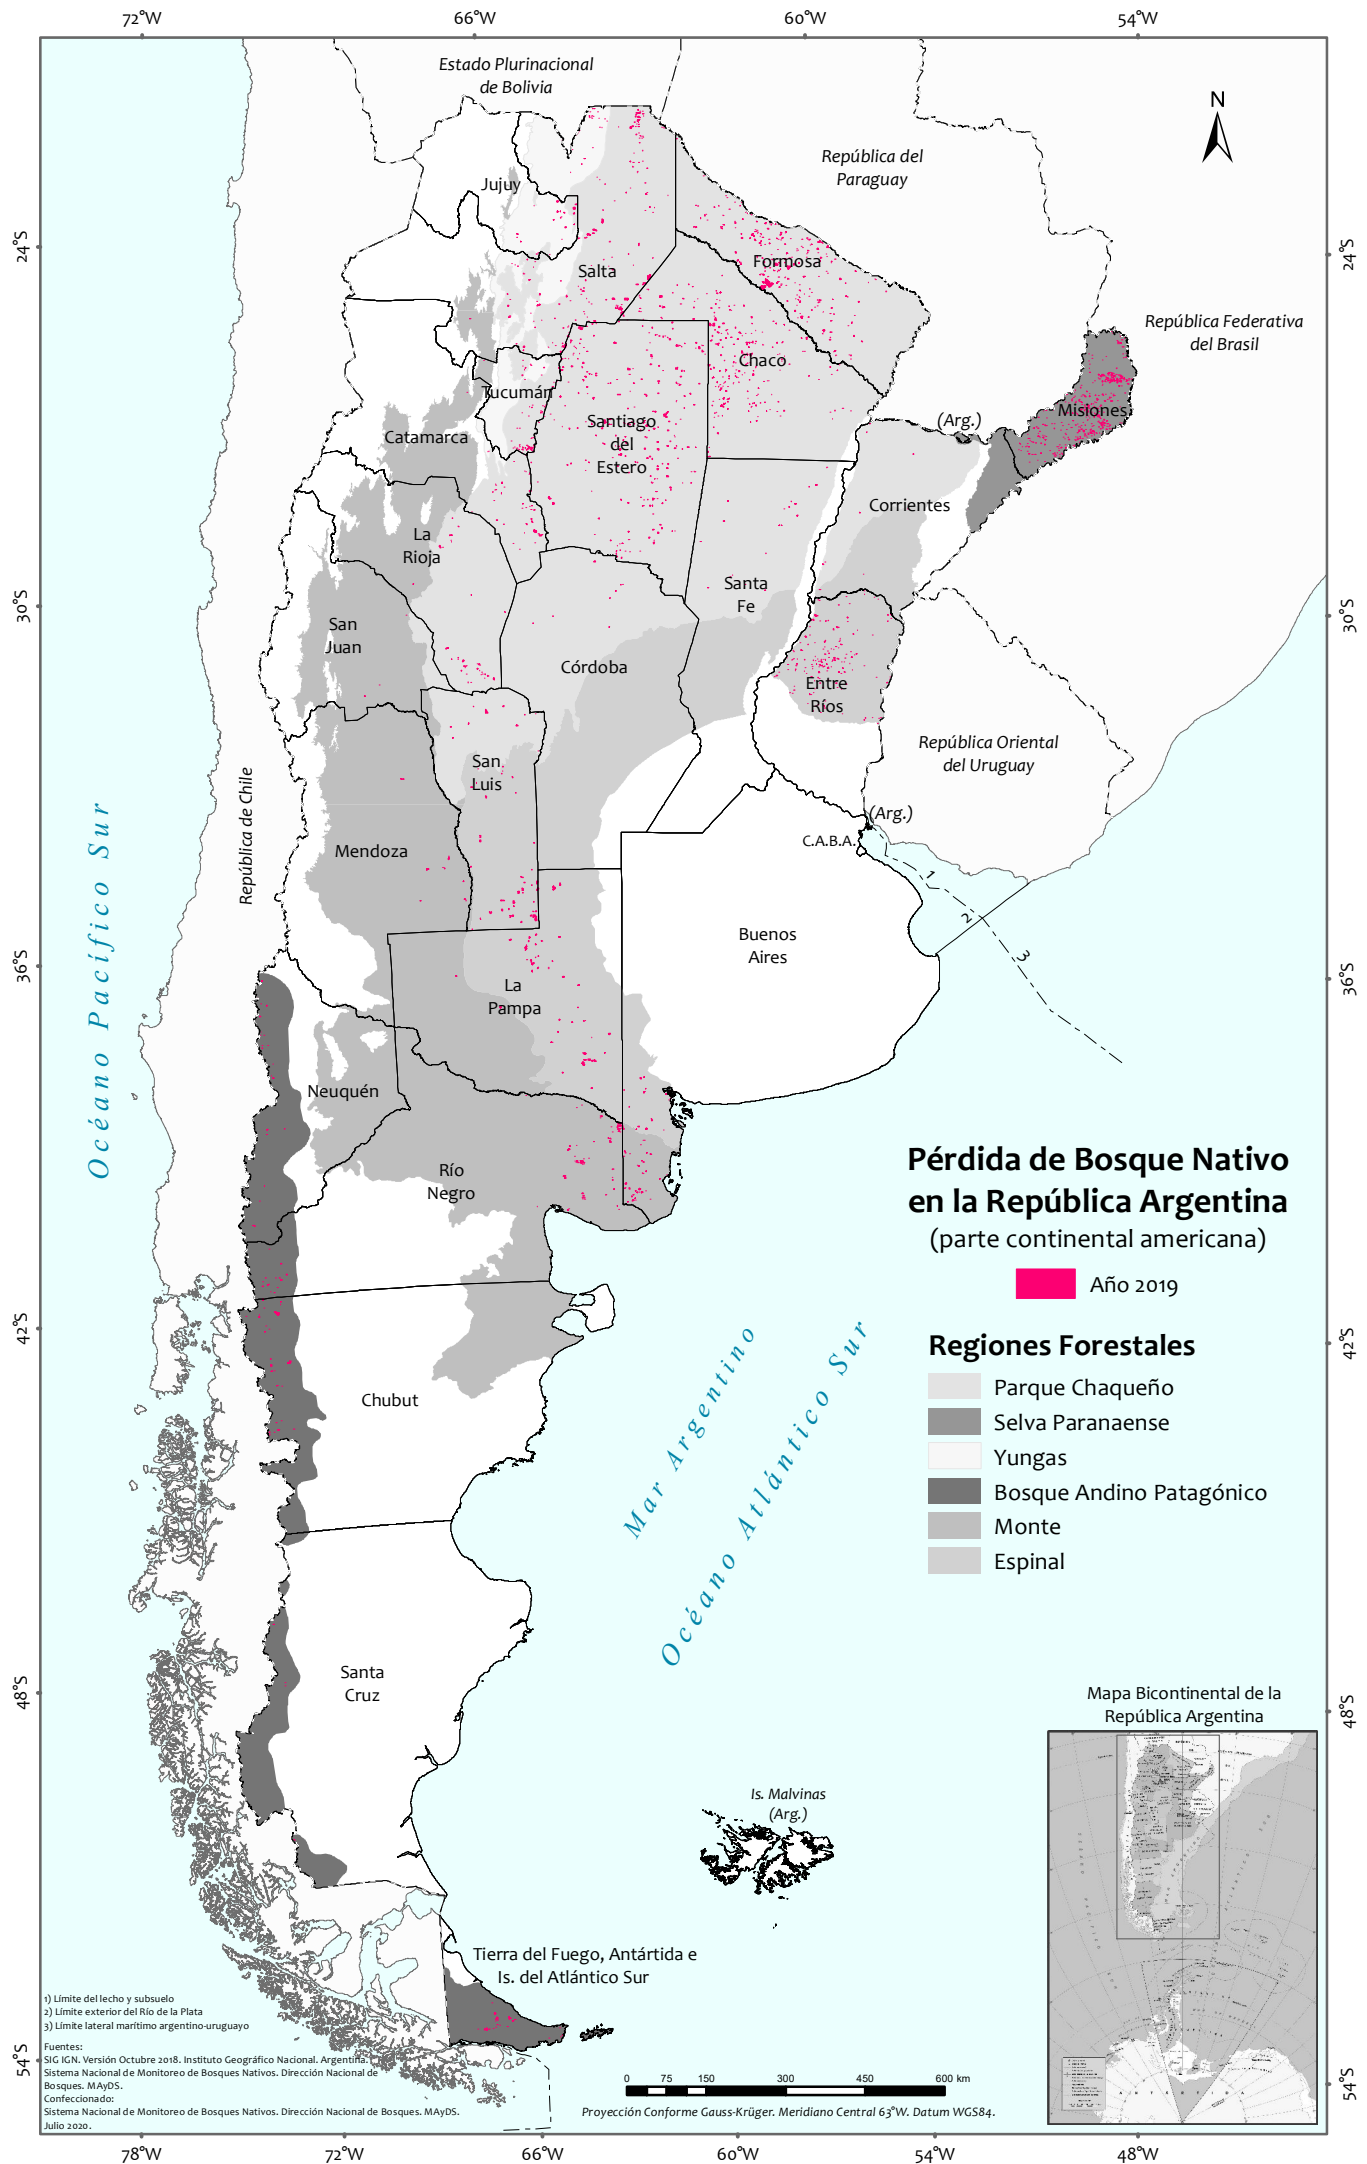 72°W
66°W
60°W
54°W
Estado Plurinacional
de Bolivia
N
República del
Paraguay
Jujuy
24°S
24°S
Formosa
Salta
República Federativa
del Brasil
Chaco
Tucumán
Misiones
(Arg.)
Santiago
del
Estero
Catamarca
Corrientes
La
Rioja
Santa
Fe
30°S
30°S
San
Juan
Córdoba
Entre
Ríos
República Oriental
del Uruguay
San
Luis
República de Chile
Océano Pacífico Sur
(Arg.)
C.A.B.A.
Mendoza
1
2
3
Buenos
Aires
36°S
36°S
La
Pampa
Neuquén
Río
Negro
Pérdida de Bosque Nativo
en la República Argentina
(parte continental americana)
Año 2019
42°S
42°S
Regiones Forestales
Parque Chaqueño
Selva Paranaense
Yungas
Bosque Andino Patagónico
Monte
Espinal
Chubut
Mar Argentino
Océano Atlántico Sur
Santa
Cruz
48°S
48°S
Mapa Bicontinental de la
República Argentina
Is. Malvinas
(Arg.)
Tierra del Fuego, Antártida e
Is. del Atlántico Sur
1) Límite del lecho y subsuelo
2) Límite exterior del Río de la Plata
3) Límite lateral marítimo argentino-uruguayo
Fuentes:
SIG IGN. Versión Octubre 2018. Instituto Geográfico Nacional. Argentina.
Sistema Nacional de Monitoreo de Bosques Nativos. Dirección Nacional de
Bosques. MAyDS.
Confeccionado:
Sistema Nacional de Monitoreo de Bosques Nativos. Dirección Nacional de Bosques. MAyDS.
Julio 2020.
54°S
54°S
0 75 150 300 450 600 km
Proyección Conforme Gauss-Krüger. Meridiano Central 63°W. Datum WGS84.
78°W
72°W
66°W
60°W
54°W
48°W